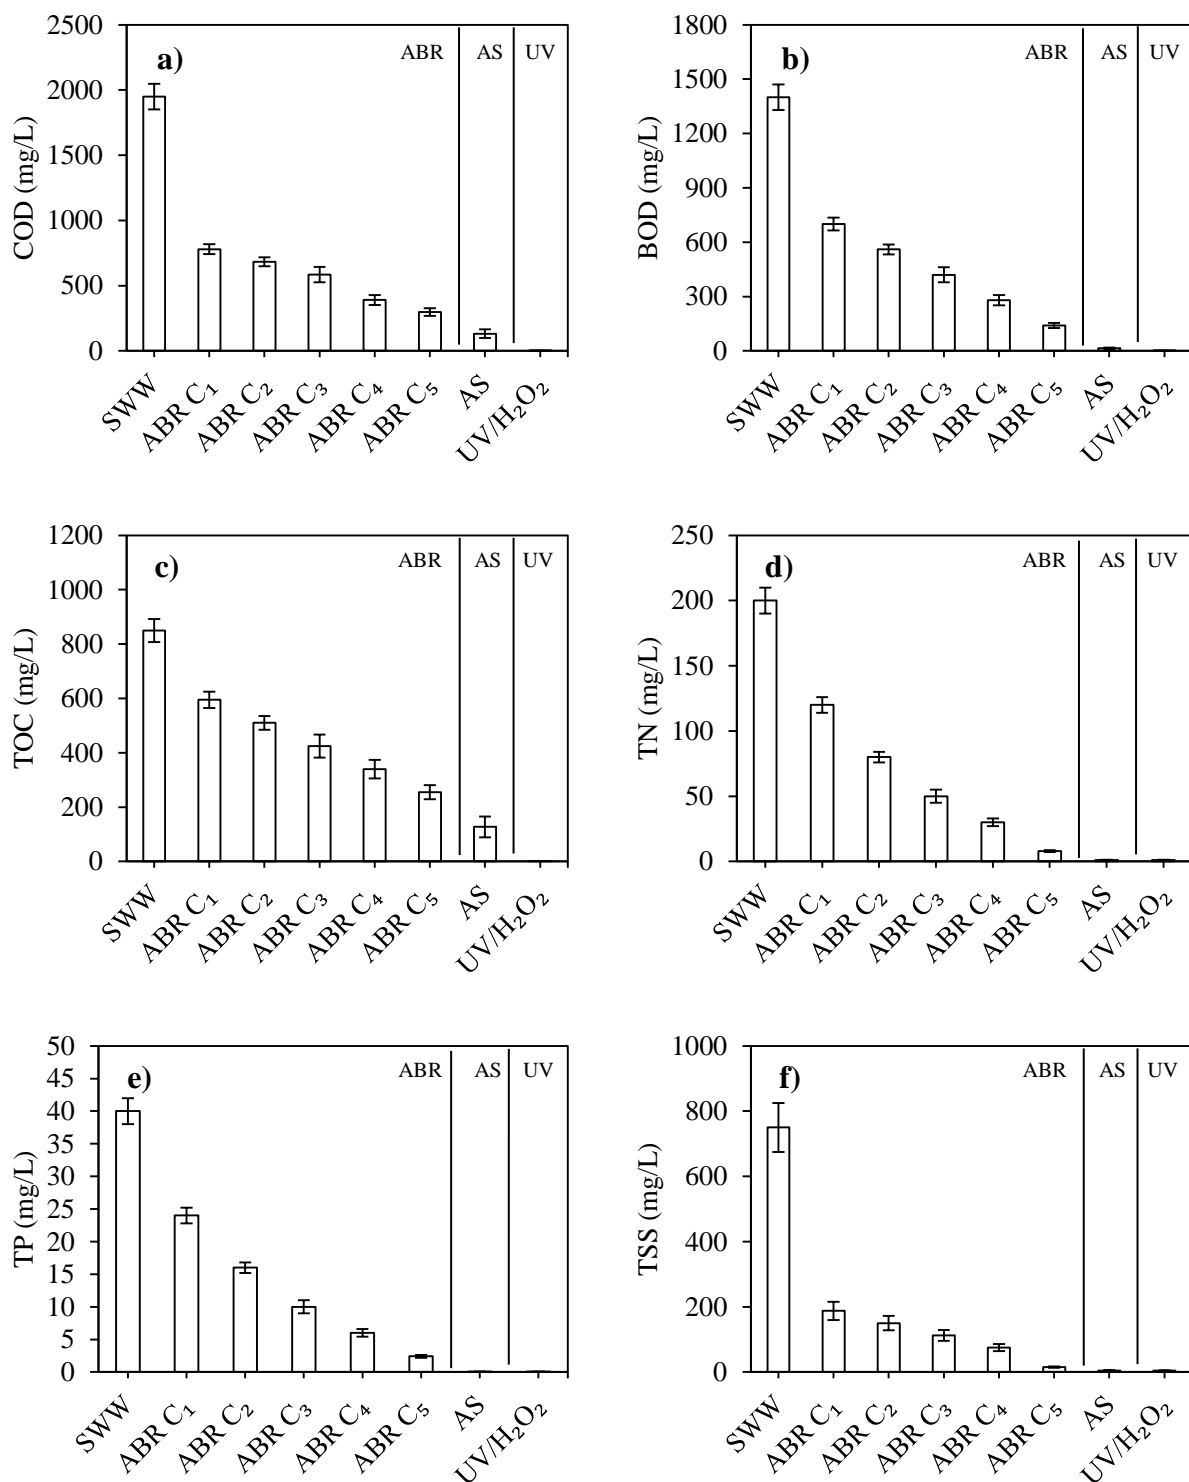 COD (mg/L)
2500
2000
1500
1000
500
0
a)
ABR
AS
UV
SWW
ABR C₁
ABR C₂
ABR C₃
ABR C₄
ABR C₅
AS
UV/H₂O₂
BOD (mg/L)
1800
1500
1200
900
600
300
0
b)
ABR
AS
UV
SWW
ABR C₁
ABR C₂
ABR C₃
ABR C₄
ABR C₅
AS
UV/H₂O₂
TOC (mg/L)
1200
1000
800
600
400
200
0
c)
ABR
AS
UV
SWW
ABR C₁
ABR C₂
ABR C₃
ABR C₄
ABR C₅
AS
UV/H₂O₂
TN (mg/L)
250
200
150
100
50
0
d)
ABR
AS
UV
SWW
ABR C₁
ABR C₂
ABR C₃
ABR C₄
ABR C₅
AS
UV/H₂O₂
TP (mg/L)
50
45
40
35
30
25
20
15
10
5
0
e)
ABR
AS
UV
SWW
ABR C₁
ABR C₂
ABR C₃
ABR C₄
ABR C₅
AS
UV/H₂O₂
TSS (mg/L)
1000
800
600
400
200
0
f)
ABR
AS
UV
SWW
ABR C₁
ABR C₂
ABR C₃
ABR C₄
ABR C₅
AS
UV/H₂O₂